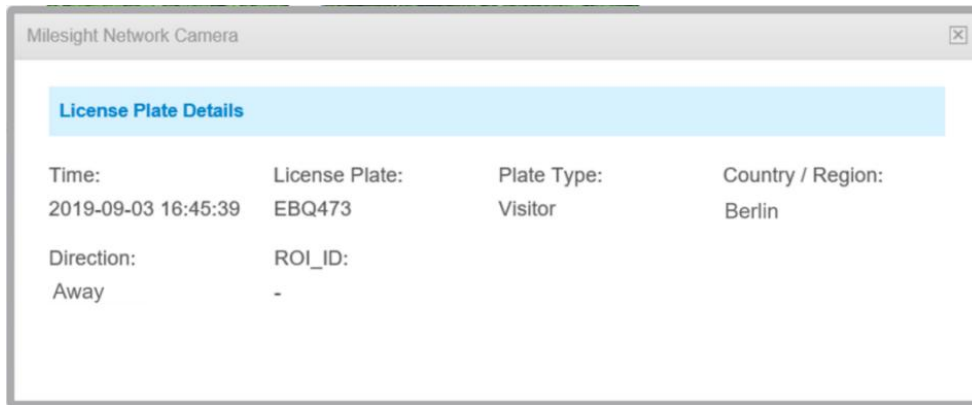 Milesight Network Camera
License Plate Details
Time: License Plate: Plate Type: Country / Region:
2019-09-03 16:45:39 EBQ473 Visitor Berlin
Direction: ROI_ID:
Away -